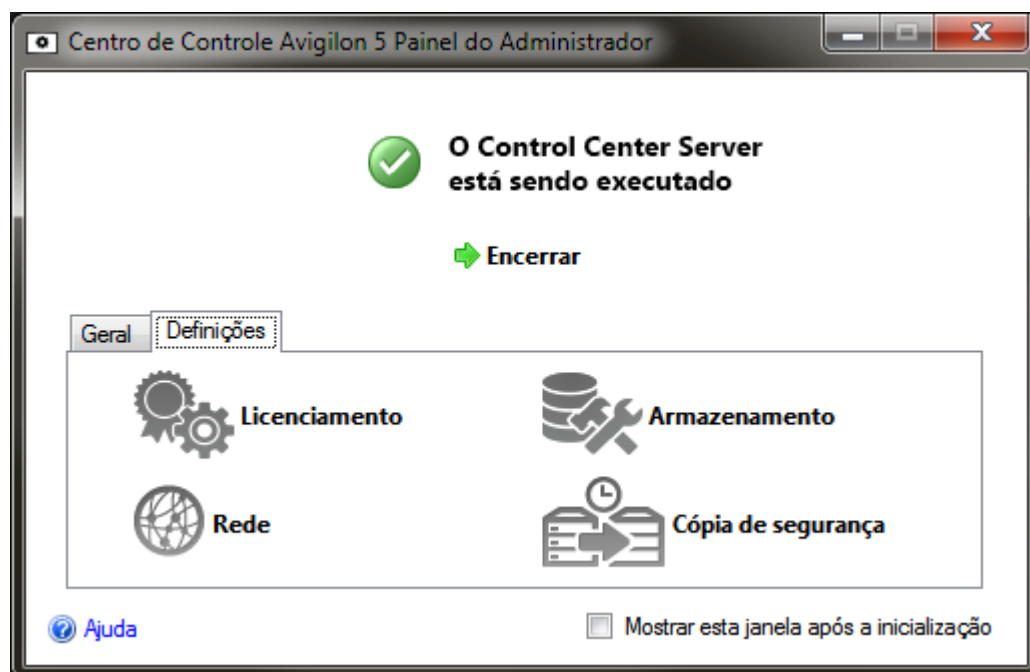 Centro de Controle Avigilon 5 Painel do Administrador
O Control Center Server
está sendo executado
Encerrar
Geral
Definições
Licenciamento
Armazenamento
Rede
Cópia de segurança
Ajuda
Mostrar esta janela após a inicialização